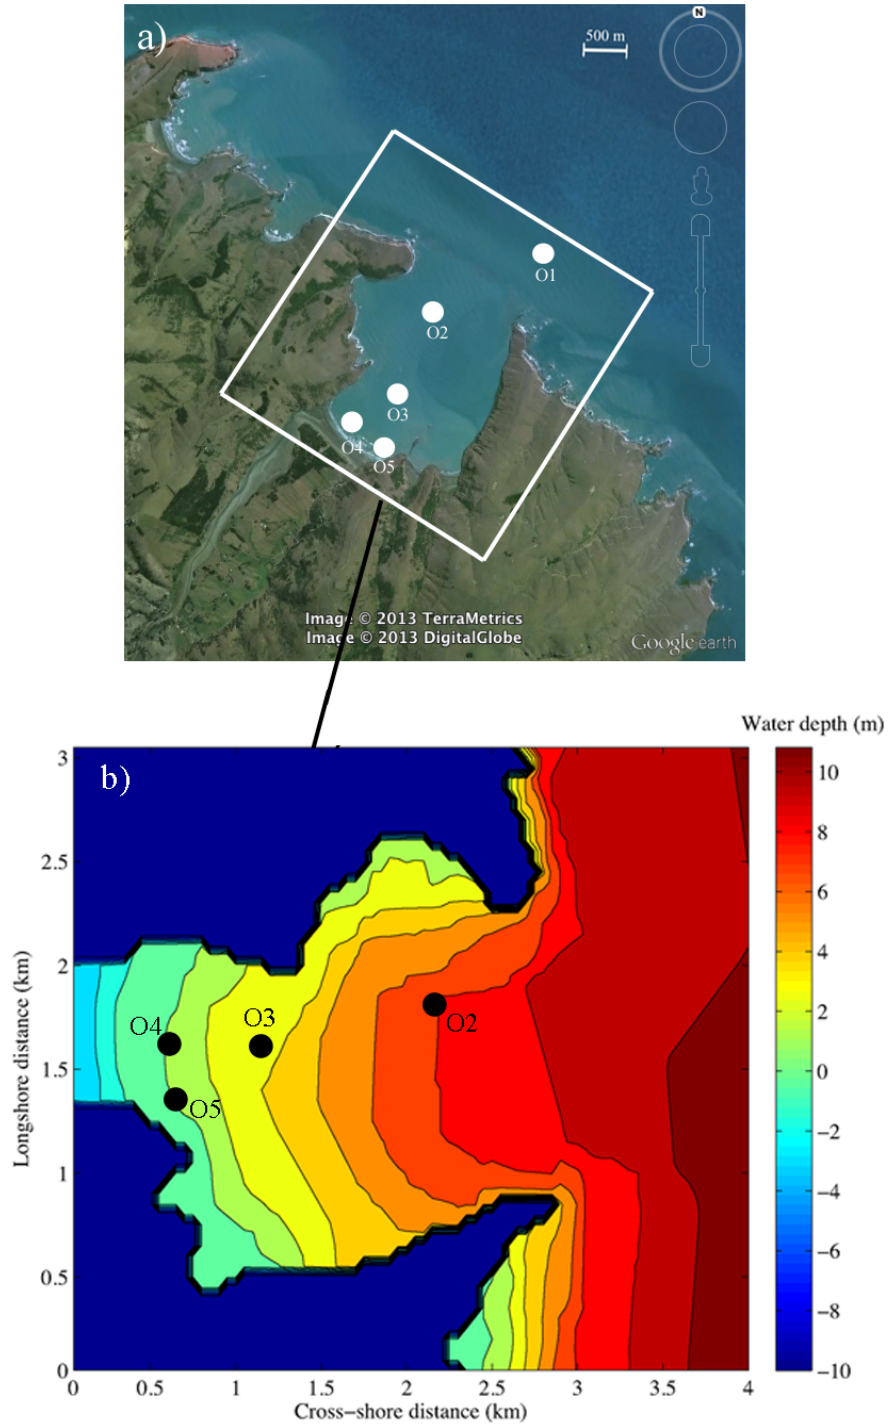 a)
500 m
N
O1
O2
O3
O4
O5
Image © 2013 TerraMetrics
Image © 2013 DigitalGlobe
Google earth
Water depth (m)
b)
3
2.5
2
1.5
1
0.5
0
Longshore distance (km)
O4
O3
O2
O5
10
8
6
4
2
0
−2
−4
−6
−8
−10
0
0.5
1
1.5
2
2.5
3
3.5
4
Cross−shore distance (km)